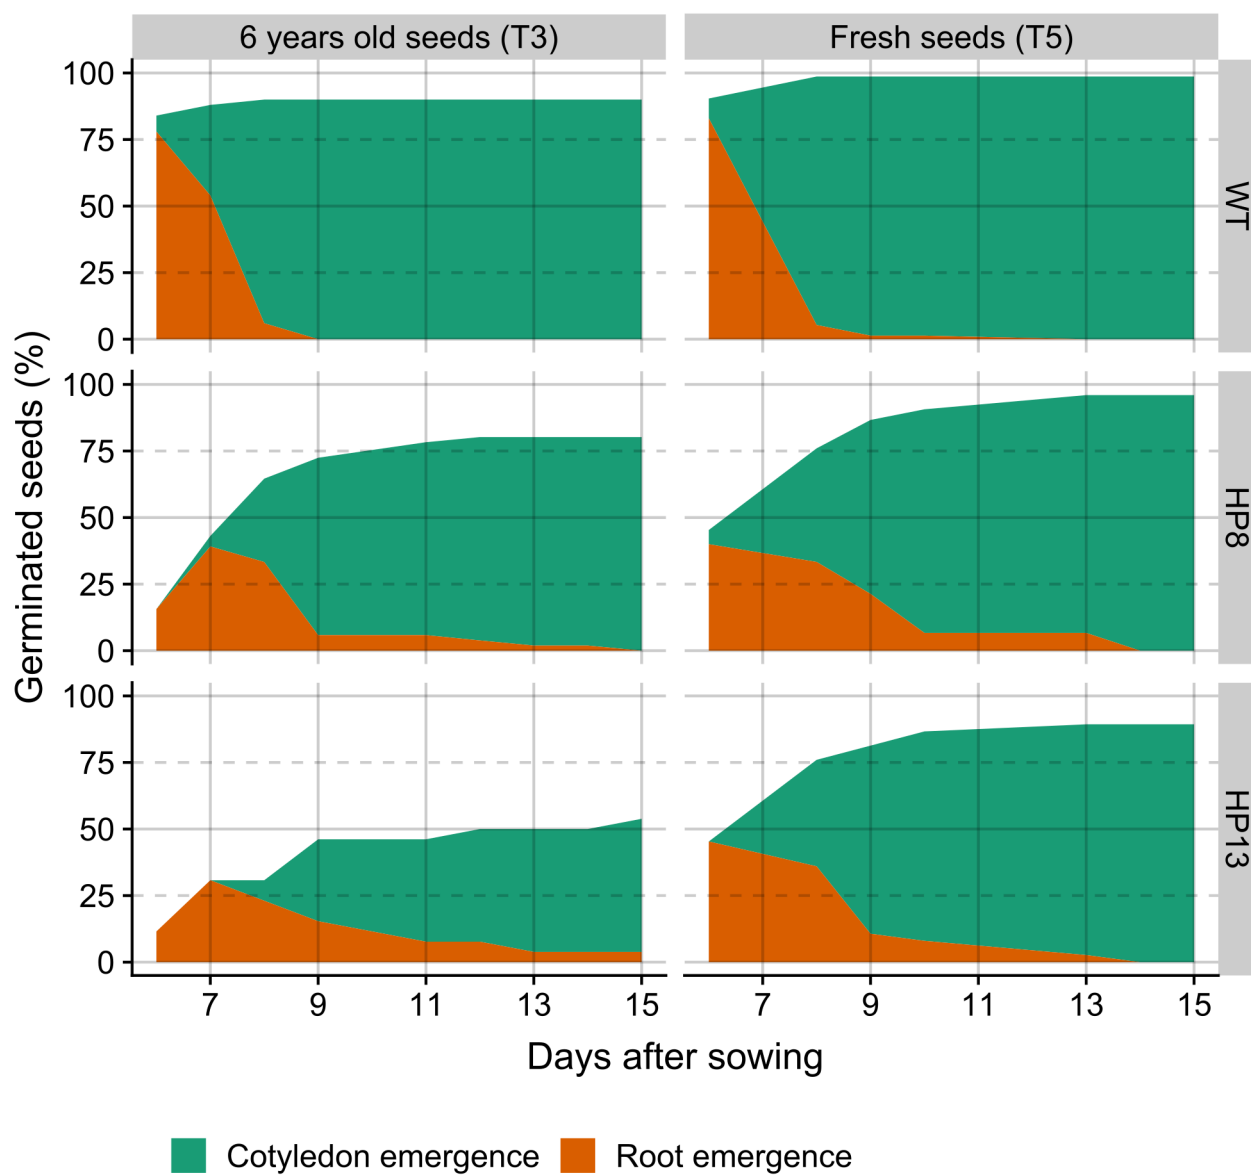 6 years old seeds (T3)
Fresh seeds (T5)
Germinated seeds (%)
100
75
50
25
0
WT
100
75
50
25
0
HP8
100
75
50
25
0
HP13
7 9 11 13 15
7 9 11 13 15
Days after sowing
Cotyledon emergence
Root emergence